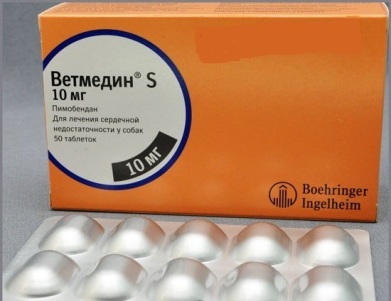 Ветмедин® S
10 мг
Пимобендан
Для лечения сердечной
недостаточности у собак
50 таблеток
10 мг
Boehringer
Ingelheim